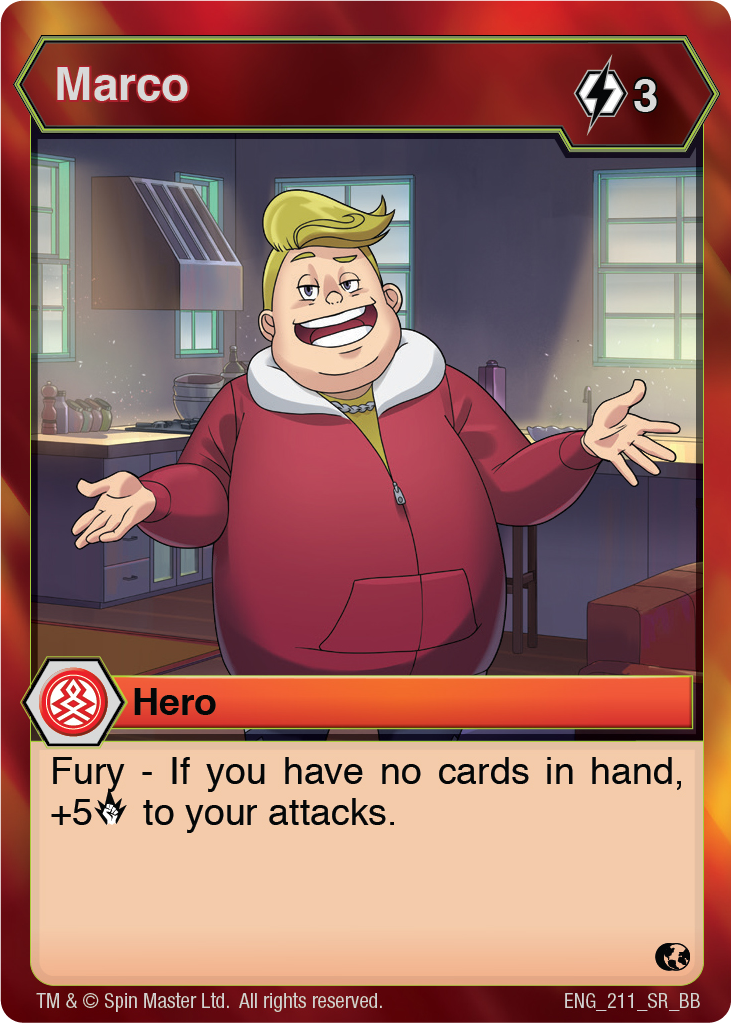 Marco
3
Hero
Fury - If you have no cards in hand,
+5 to your attacks.
TM & © Spin Master Ltd. All rights reserved.
ENG_211_SR_BB